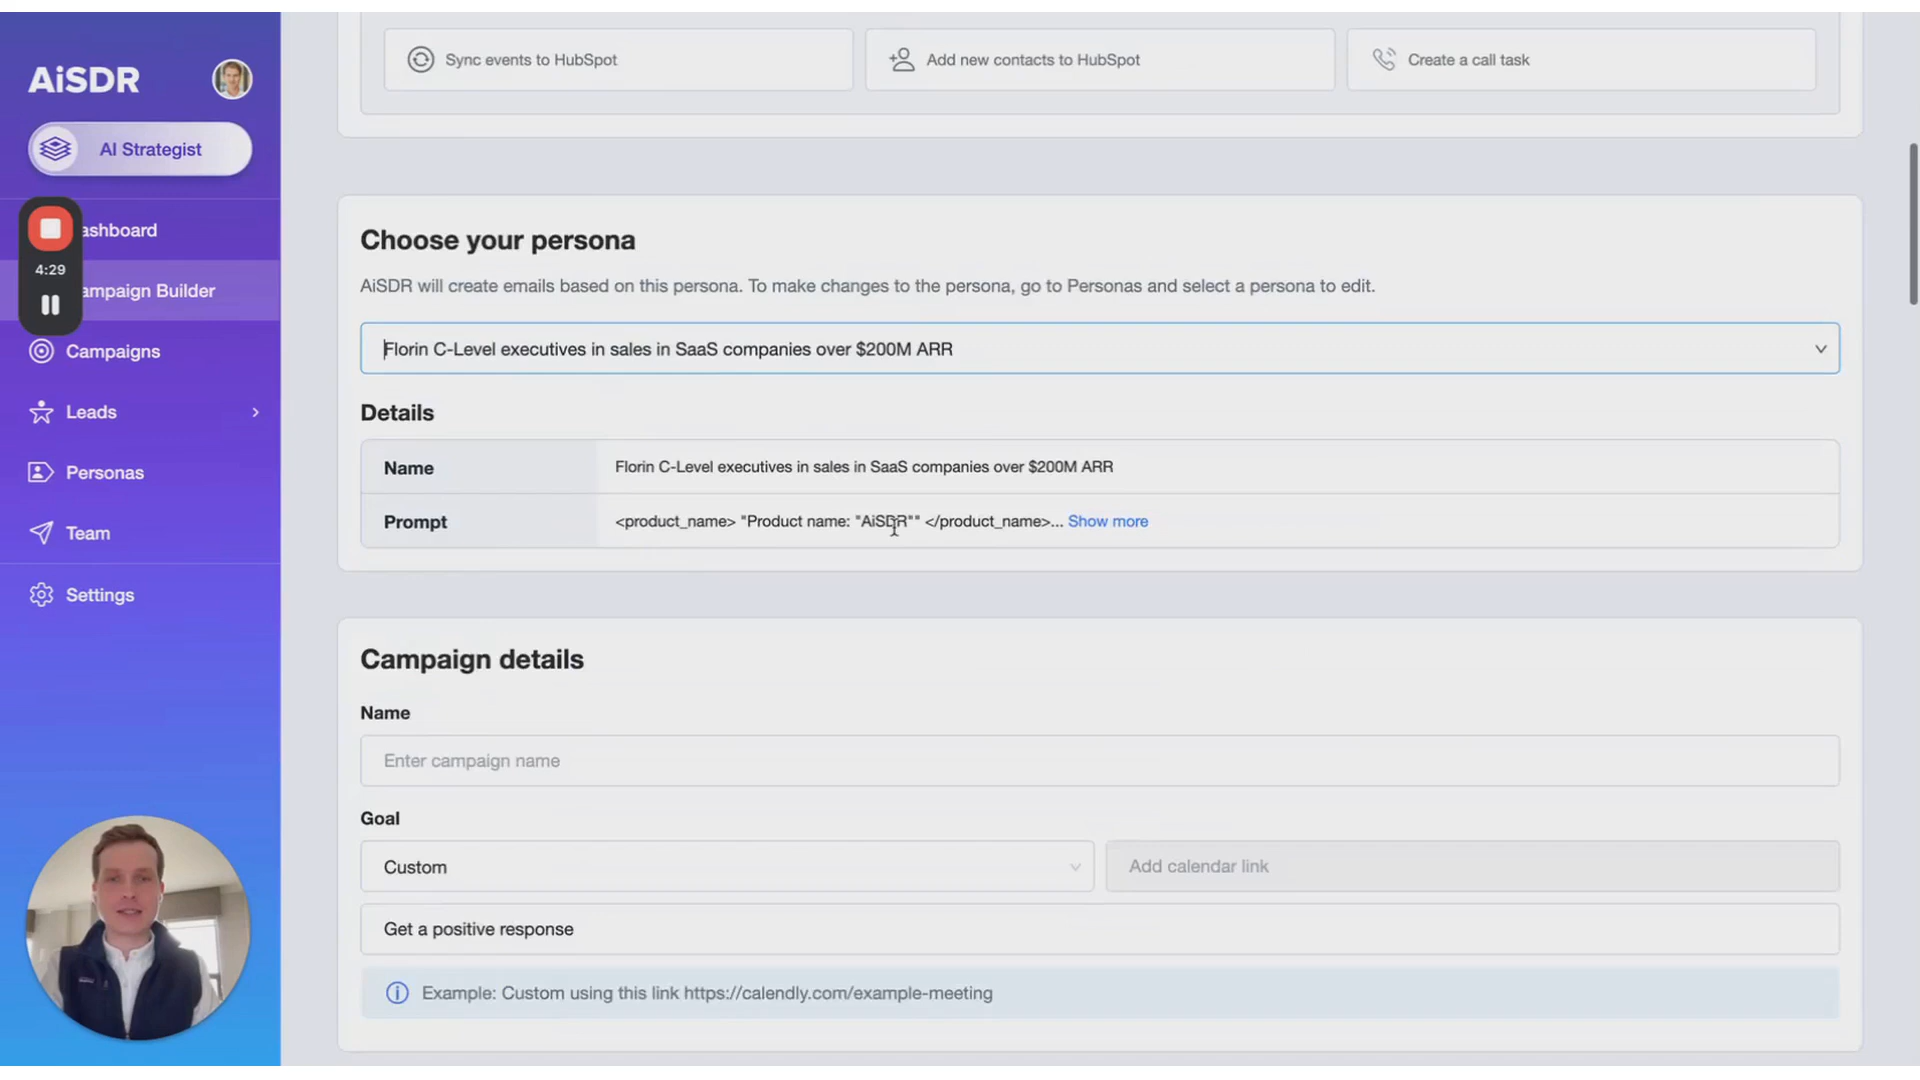 AiSDR
AI Strategist
ashboard
4:29
ampaign Builder
Campaigns
Leads
Personas
Team
Settings
Sync events to HubSpot
Add new contacts to HubSpot
Create a call task
Choose your persona
AiSDR will create emails based on this persona. To make changes to the persona, go to Personas and select a persona to edit.
Florin C-Level executives in sales in SaaS companies over $200M ARR
Details
Name
Florin C-Level executives in sales in SaaS companies over $200M ARR
Prompt
<product_name> "Product name: "AiSDR"" </product_name>... Show more
Campaign details
Name
Enter campaign name
Goal
Custom
Add calendar link
Get a positive response
Example: Custom using this link https://calendly.com/example-meeting